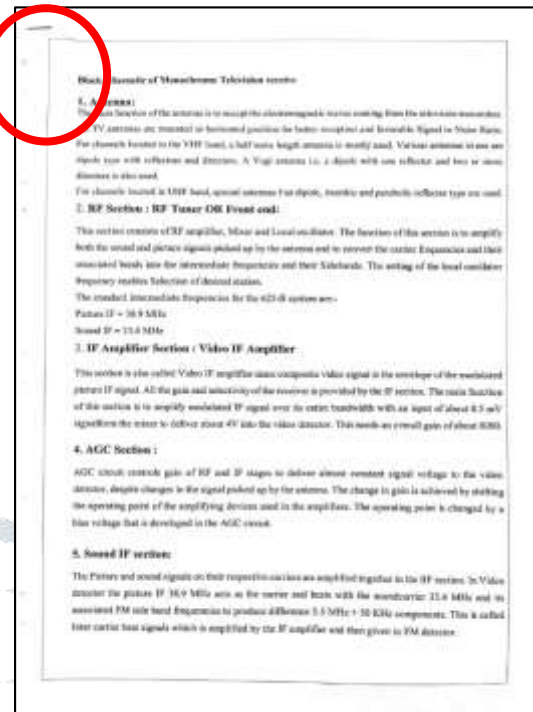 Block Schematic of Monochrome Television receive
1. Antenna:
The main function of the antenna is to accept the electromagnetic waves coming from the television transmitter.
TV antennas are mounted in horizontal position for better reception and favorable Signal to Noise Ratio.
For channels located in the VHF band, a half wave length antenna is mostly used. Various antennas in use are
dipole type with reflectors and directors. A Yagi antenna i.e. a dipole with one reflector and two or more
directors is also used.
For channels located in UHF band, special antennas dipole, and parabolic reflector type are used.
2. RF Section : RF Tuner OR Front end:
This section consists of RF amplifier, Mixer and Local oscillator. The function of this section is to amplify
both the sound and picture signals picked up by the antenna and to convert the carrier frequencies and their
associated bands into the intermediate frequencies and their Sidebands. The setting of the local oscillator
frequency enables Selection of desired station.
The standard intermediate frequencies for the 625-B system are:-
Picture IF = 38.9 MHz
Sound IF = 33.4 MHz
3. IF Amplifier Section : Video IF Amplifier
This section is also called Video IF amplifier since composite video signal is the envelope of the modulated
picture IF signal. All the gain and selectivity of the receiver is provided by the IF section. The main function
of this section is to amplify modulated IF signal over its entire bandwidth with an input of about 0.5 mV
signal from the mixer to deliver about 4V into the video detector. This needs an overall gain of about 8000.
4. AGC Section :
AGC circuit controls gain of RF and IF stages to deliver almost constant signal voltage to the video
detector, despite changes in the signal picked up by the antenna. The change in gain is achieved by shifting
the operating point of the amplifying devices used in the amplifiers. The operating point is changed by a
bias voltage that is developed in the AGC circuit.
5. Sound IF section:
The Picture and sound signals on their respective carriers are amplified together in the RF section. In Video
detector the picture IF 38.9 MHz acts as the carrier and beats with the soundcarrier 33.4 MHz and its
associated FM side band frequencies to produce difference 5.5 MHz + 50 KHz components. This is called
Inter carrier beat signals which is amplified by the IF amplifier and then given to FM detector.